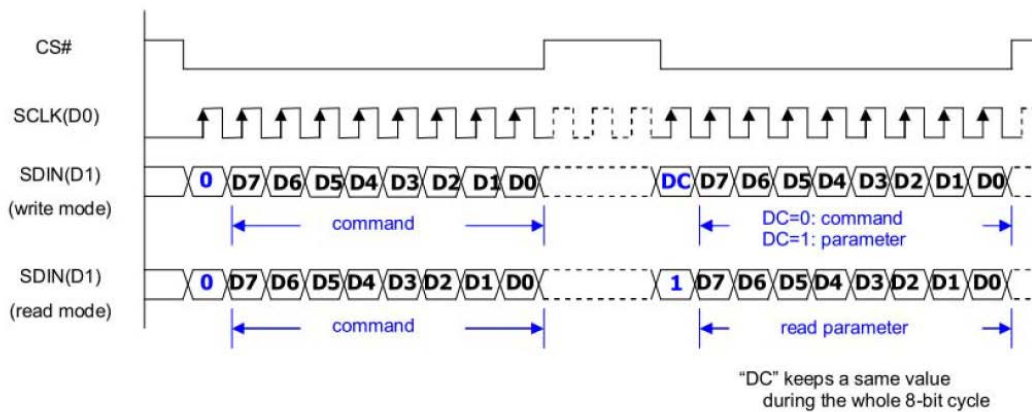 CS#
SCLK(D0)
SDIN(D1)
(write mode)
0 D7 D6 D5 D4 D3 D2 D1 D0 DC D7 D6 D5 D4 D3 D2 D1 D0
command
DC=0: command
DC=1: parameter
SDIN(D1)
(read mode)
0 D7 D6 D5 D4 D3 D2 D1 D0 1 D7 D6 D5 D4 D3 D2 D1 D0
command
read parameter
"DC" keeps a same value
during the whole 8-bit cycle